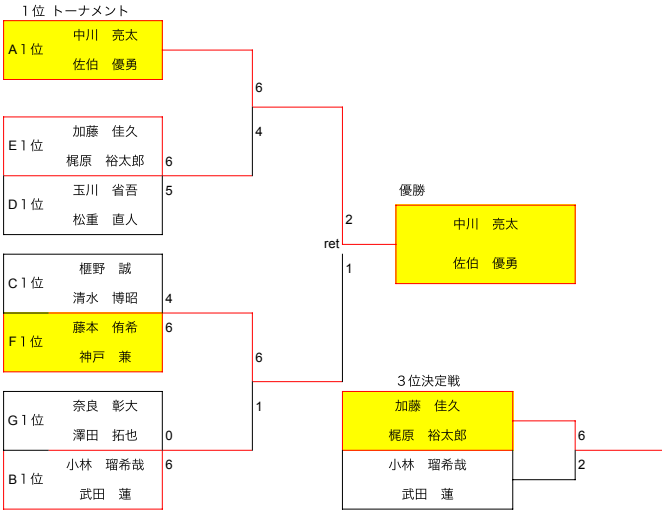 １位 トーナメント
A１位
中川　亮太
佐伯　優勇
6
4
E１位
加藤　佳久
梶原　裕太郎
6
D１位
玉川　省吾
松重　直人
5
優勝
中川　亮太
佐伯　優勇
2
ret
1
C１位
榧野　誠
清水　博昭
4
F１位
藤本　侑希
神戸　兼
6
6
1
G１位
奈良　彰大
澤田　拓也
0
B１位
小林　瑠希哉
武田　蓮
6
３位決定戦
加藤　佳久
梶原　裕太郎
6
小林　瑠希哉
武田　蓮
2